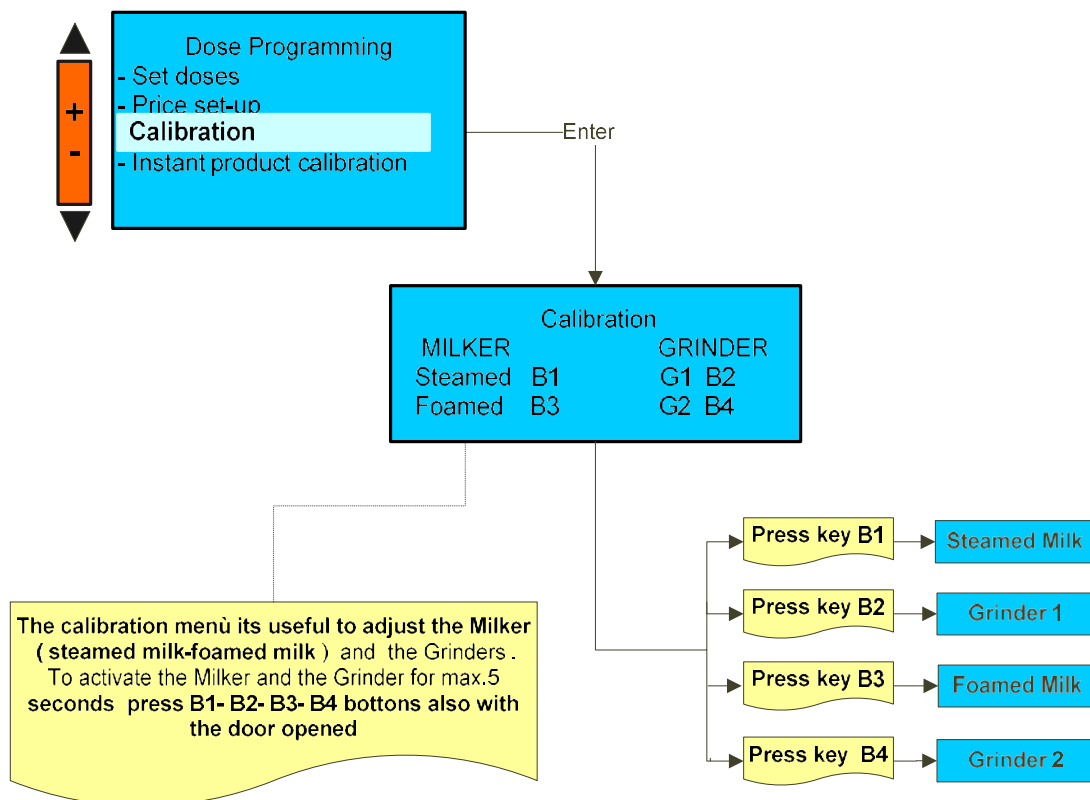 Dose Programming
- Set doses
+
- Price set-up
Calibration
-
- Instant product calibration
Enter
Calibration
MILKER GRINDER
Steamed B1 G1 B2
Foamed B3 G2 B4
Press key B1 Steamed Milk
Press key B2 Grinder 1
Press key B3 Foamed Milk
Press key B4 Grinder 2
The calibration menù its useful to adjust the Milker
( steamed milk-foamed milk ) and the Grinders .
To activate the Milker and the Grinder for max.5
seconds press B1- B2- B3- B4 bottons also with
the door opened